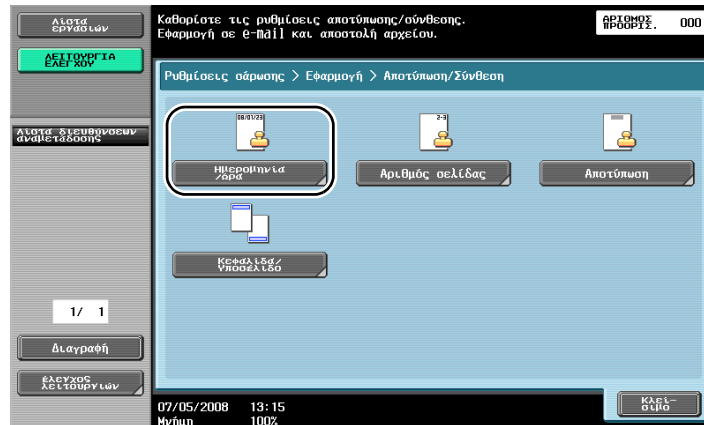 Λίστα
εργασιών
ΛΕΙΤΟΥΡΓΙΑ
ΕΛΕΓΧΟΥ
Λίστα διευθύνσεων
αναμετάδοσης
1/ 1
Διαγραφή
έλεγχος
λειτουργιών
Καθορίστε τις ρυθμίσεις αποτύπωσης/σύνθεσης.
Εφαρμογή σε e-mail και αποστολή αρχείου.
ΑΡΙΘΜΟΣ
ΠΡΟΟΡΙΣ.
000
Ρυθμίσεις σάρωσης > Εφαρμογή > Αποτύπωση/Σύνθεση
08/01/23
2-3
Ημερομηνία
/ώρα
Αριθμός σελίδας
Αποτύπωση
Κεφαλίδα/
Υποσέλιδο
07/05/2008 13:15
Μνήμη 100%
Κλεί-
σιμο